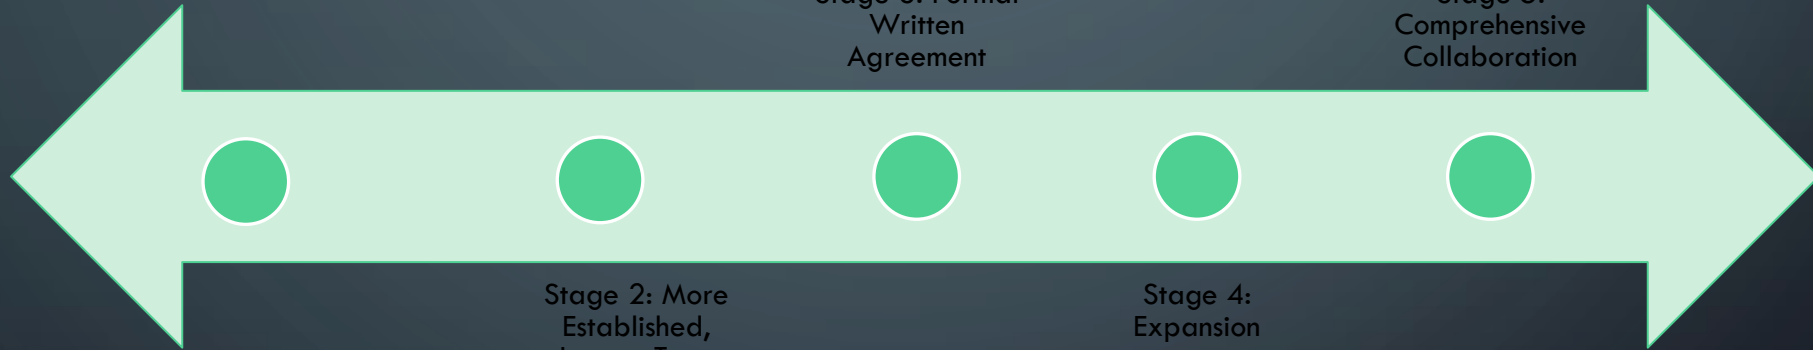 Written
Agreement
Comprehensive
Collaboration
Stage 2: More
Established,
Stage 4:
Expansion